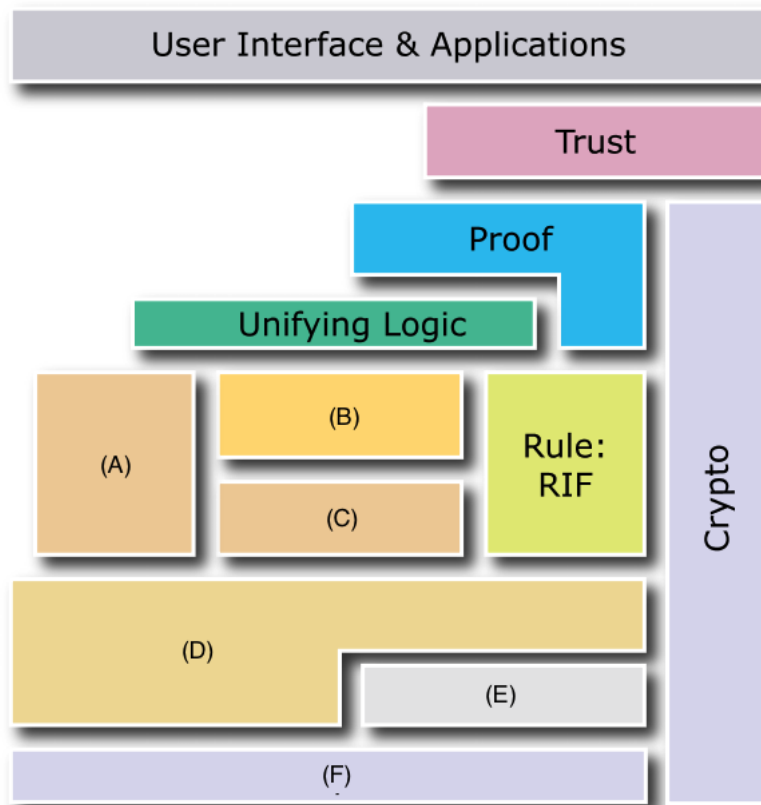 User Interface & Applications
Trust
Proof
Unifying Logic
(A)
(B)
(C)
Rule:
RIF
Crypto
(D)
(E)
(F)